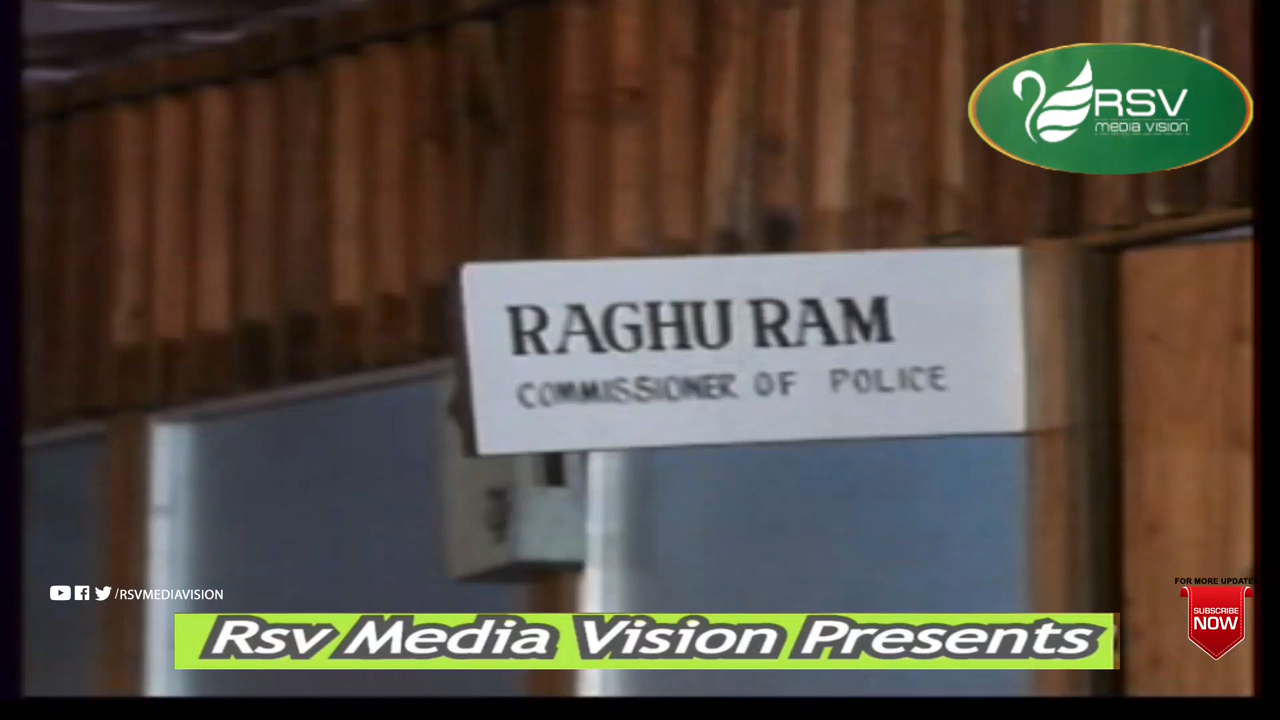 RSV
MEDIA VISION
RAGHU RAM
COMMISSIONER OF POLICE
/RSVMEDIAVISION
FOR MORE UPDATE
SUBSCRIBE
NOW
Rsv Media Vision Presents